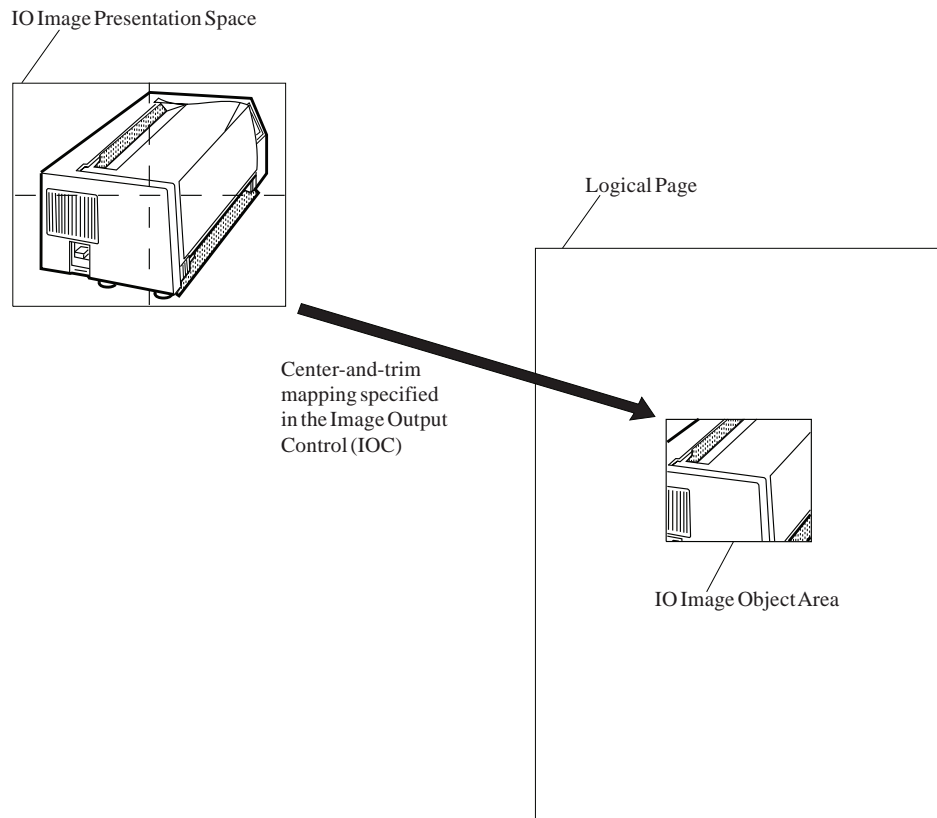 IO Image Presentation Space
Logical Page
Center-and-trim
mapping specified
in the Image Output
Control (IOC)
IO Image Object Area